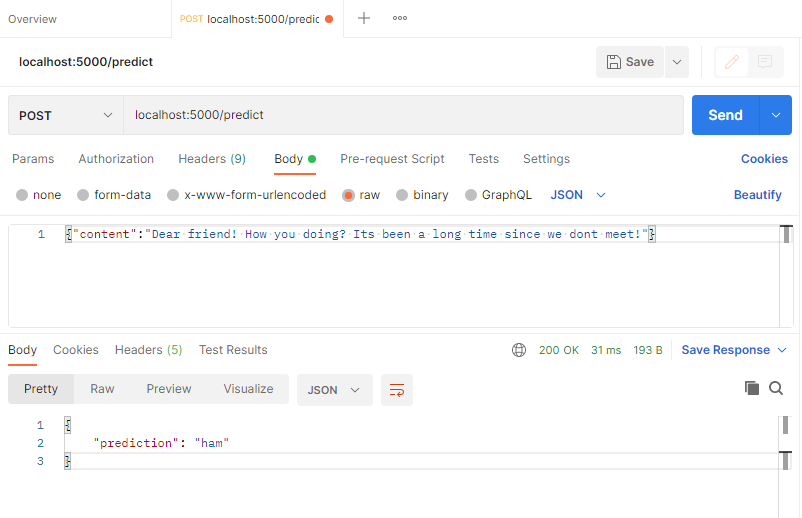 Overview
POST localhost:5000/predic
localhost:5000/predict
Save
POST
localhost:5000/predict
Send
Params
Authorization
Headers (9)
Body
Pre-request Script
Tests
Settings
Cookies
none
form-data
x-www-form-urlencoded
raw
binary
GraphQL
JSON
Beautify
1 {"content":"Dear friend! How you doing? Its been a long time since we dont meet!"}
Body
Cookies
Headers (5)
Test Results
200 OK
31 ms
193 B
Save Response
Pretty
Raw
Preview
Visualize
JSON
1 {
2 "prediction": "ham"
3 }